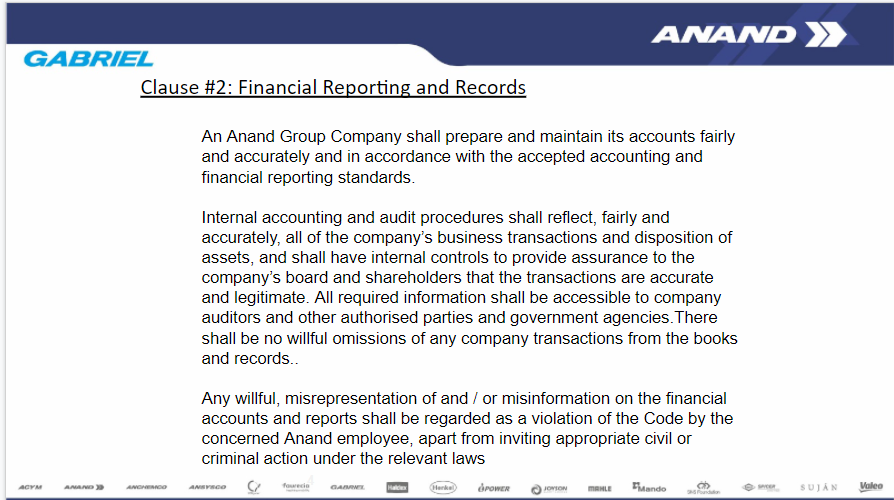 ANAND
GABRIEL
Clause #2: Financial Reporting and Records
An Anand Group Company shall prepare and maintain its accounts fairly
and accurately and in accordance with the accepted accounting and
financial reporting standards.
Internal accounting and audit procedures shall reflect, fairly and
accurately, all of the company's business transactions and disposition of
assets, and shall have internal controls to provide assurance to the
company's board and shareholders that the transactions are accurate
and legitimate. All required information shall be accessible to company
auditors and other authorised parties and government agencies.There
shall be no willful omissions of any company transactions from the books
and records..
Any willful, misrepresentation of and / or misinformation on the financial
accounts and reports shall be regarded as a violation of the Code by the
concerned Anand employee, apart from inviting appropriate civil or
criminal action under the relevant laws
ACYM ANAND ANCHEMCO ANSYSCO faurecia GABRIEL Haldex Henkel POWER JOYSON MAHLE Mando SNS Foundation SUJÁN Valeo